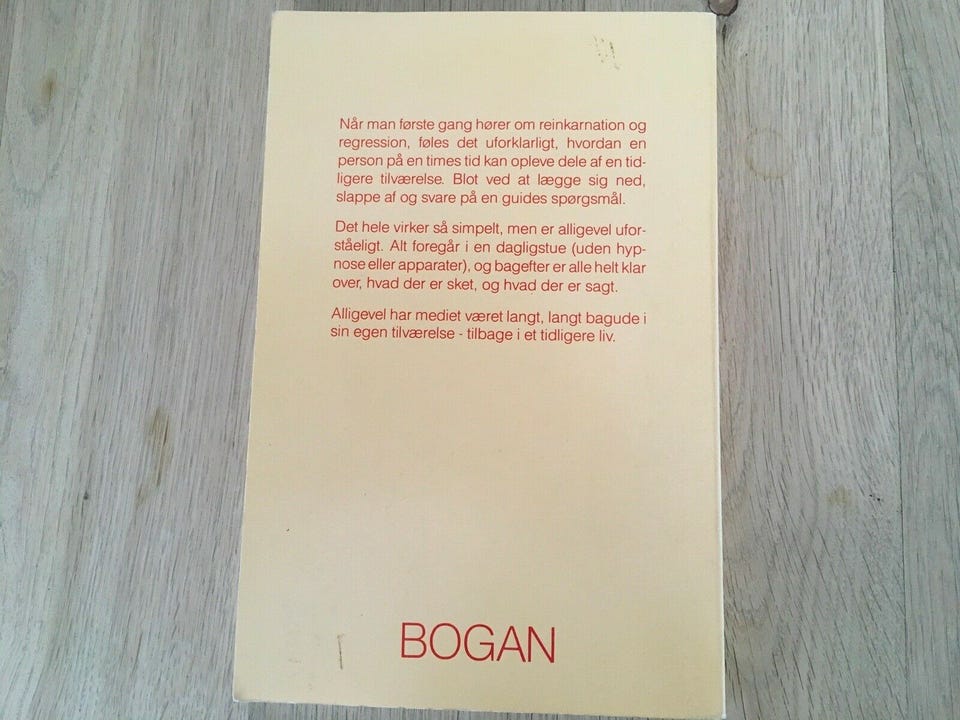 Når man første gang hører om reinkarnation og
regression, føles det uforklarligt, hvordan en
person på en times tid kan opleve dele af en tid-
ligere tilværelse. Blot ved at lægge sig ned,
slappe af og svare på en guides spørgsmål.
Det hele virker så simpelt, men er alligevel ufor-
ståeligt. Alt foregår i en dagligstue (uden hyp-
nose eller apparater), og bagefter er alle helt klar
over, hvad der er sket, og hvad der er sagt.
Alligevel har mediet været langt, langt bagude i
sin egen tilværelse - tilbage i et tidligere liv.
BOGAN